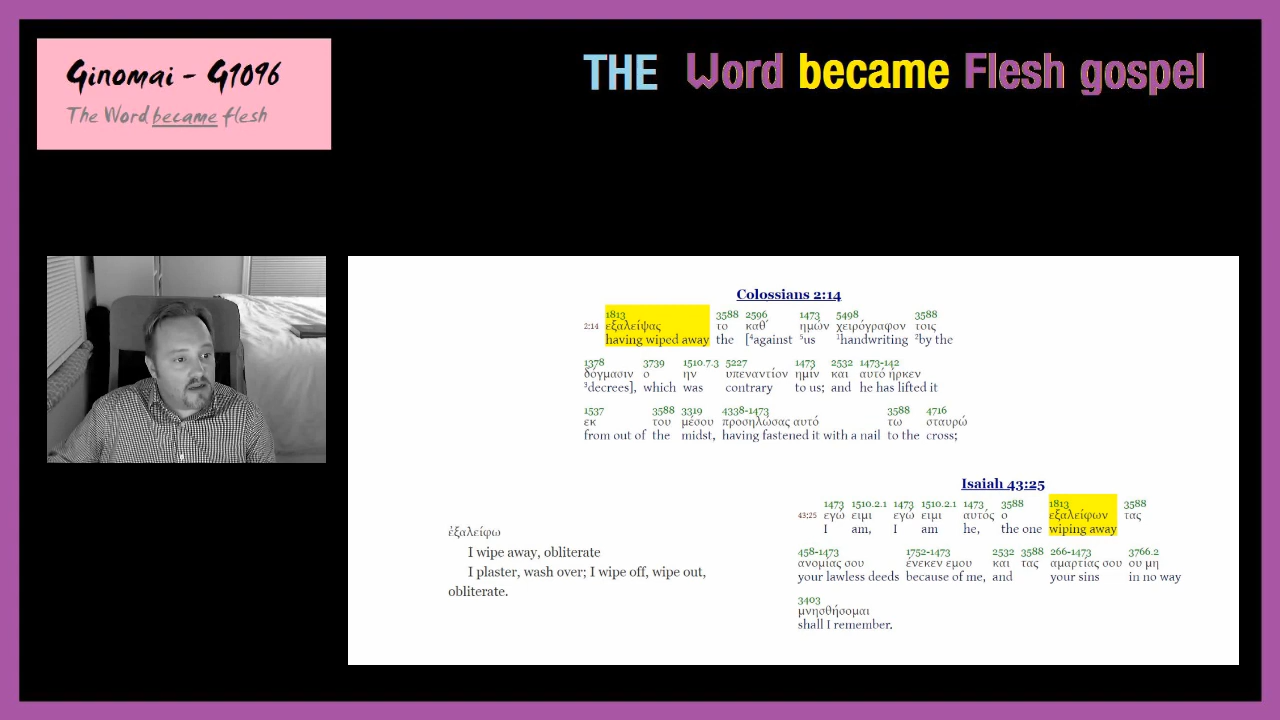 Ginomai - G1096
The Word became flesh
THE Word became Flesh gospel
Colossians 2:14
1813 3588 2596 1473 5498 3588
2:14 εξαλείψας το καθ' ημών χειρόγραφον τοις
having wiped away the [⁴against ⁵us ¹handwriting ²by the
1378 3739 1510.7.3 5227 1473 2532 1473-142
δόγμασιν ο ην υπεναντίον ημίν και αυτό ήρκεν
³decrees], which was contrary to us; and he has lifted it
1537 3588 3319 4338-1473 3588 4716
εκ του μέσου προσηλώσας αυτό τω σταυρώ
from out of the midst, having fastened it with a nail to the cross;
Isaiah 43:25
1473 1510.2.1 1473 1510.2.1 1473 3588 1813 3588
43:25 εγώ ειμι εγώ ειμι αυτός ο εξαλείφων τας
I am, I am he, the one wiping away
458-1473 1752-1473 2532 3588 266-1473 3766.2
ανομίας σου ένεκεν εμου και τας αμαρτίας σου ου μη
your lawless deeds because of me, and your sins in no way
3403
μνησθήσομαι
shall I remember.
ἐξαλείφω
I wipe away, obliterate
I plaster, wash over; I wipe off, wipe out,
obliterate.